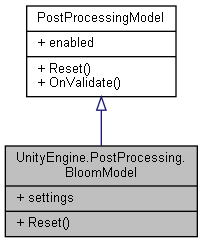 PostProcessingModel
+ enabled
+ Reset()
+ OnValidate()
UnityEngine.PostProcessing.
BloomModel
+ settings
+ Reset()